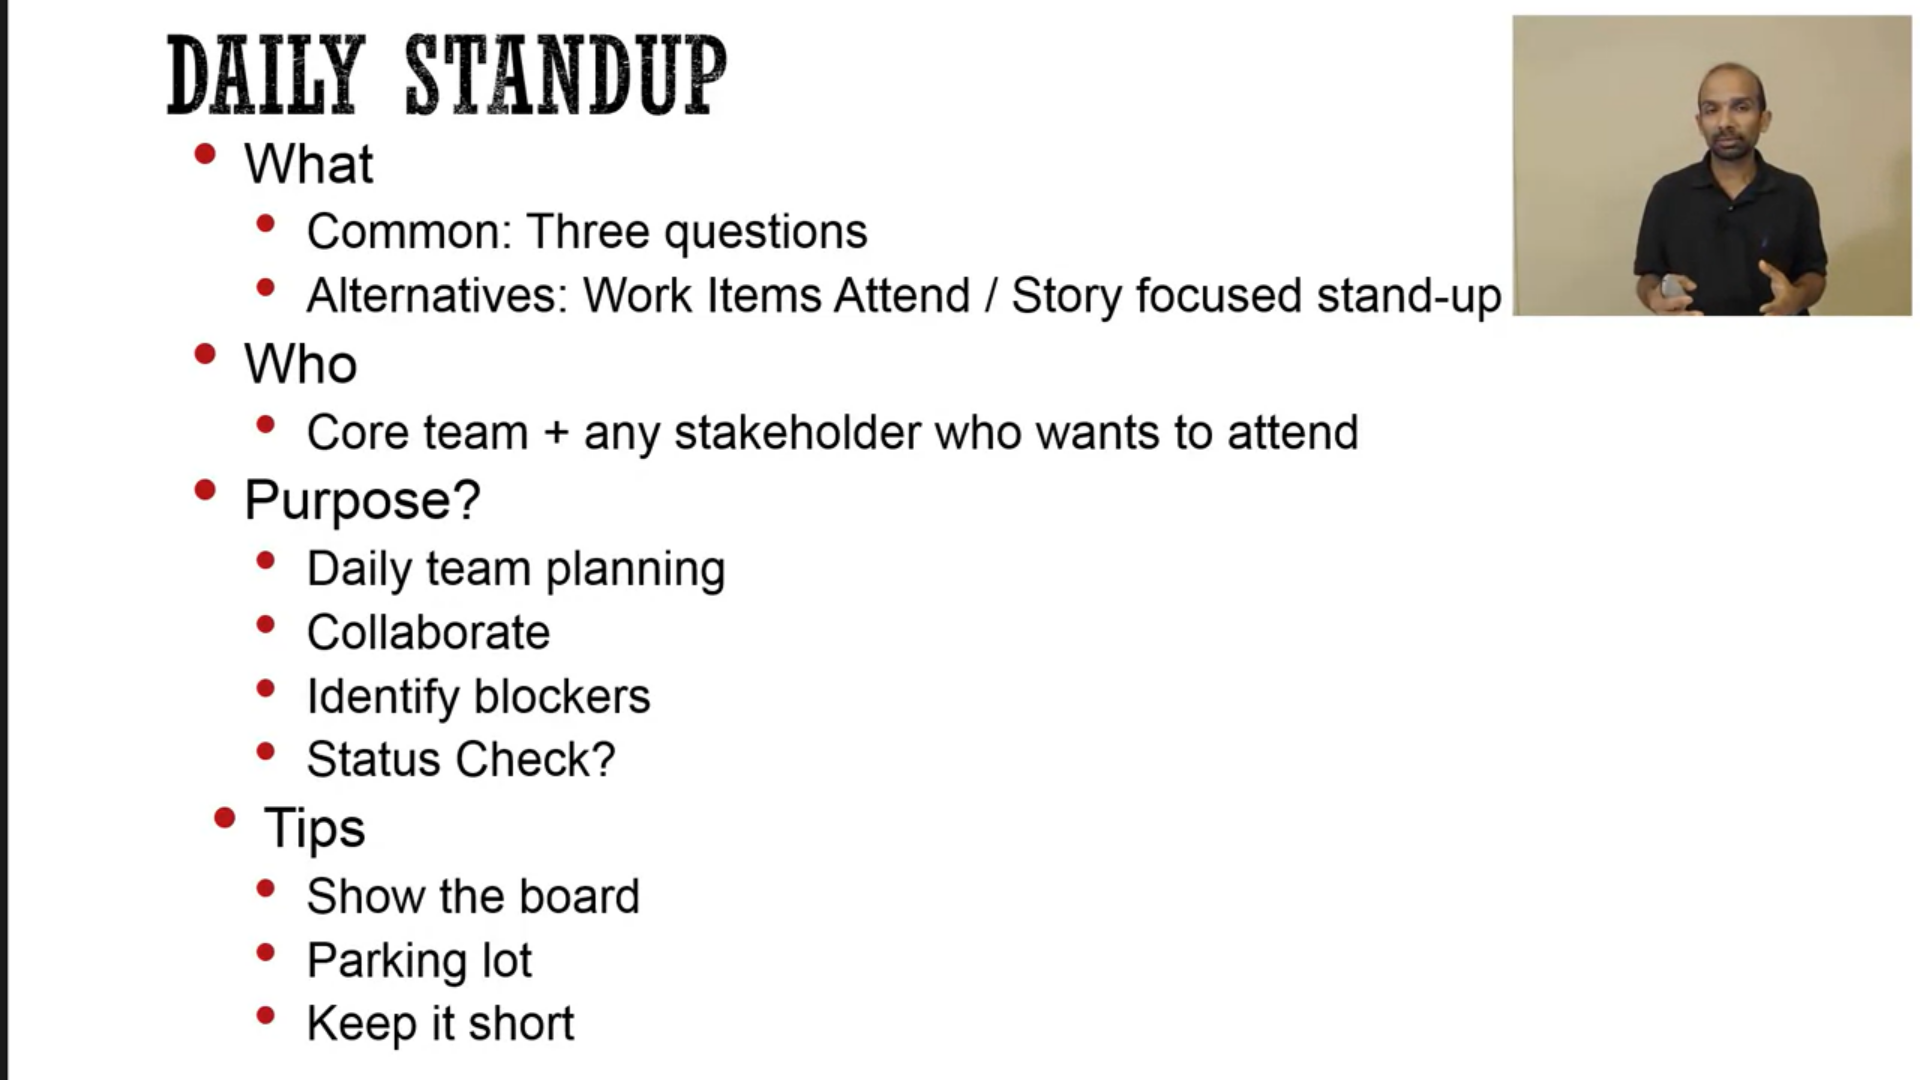 DAILY STANDUP
What
Common: Three questions
Alternatives: Work Items Attend / Story focused stand-up
Who
Core team + any stakeholder who wants to attend
Purpose?
Daily team planning
Collaborate
Identify blockers
Status Check?
Tips
Show the board
Parking lot
Keep it short